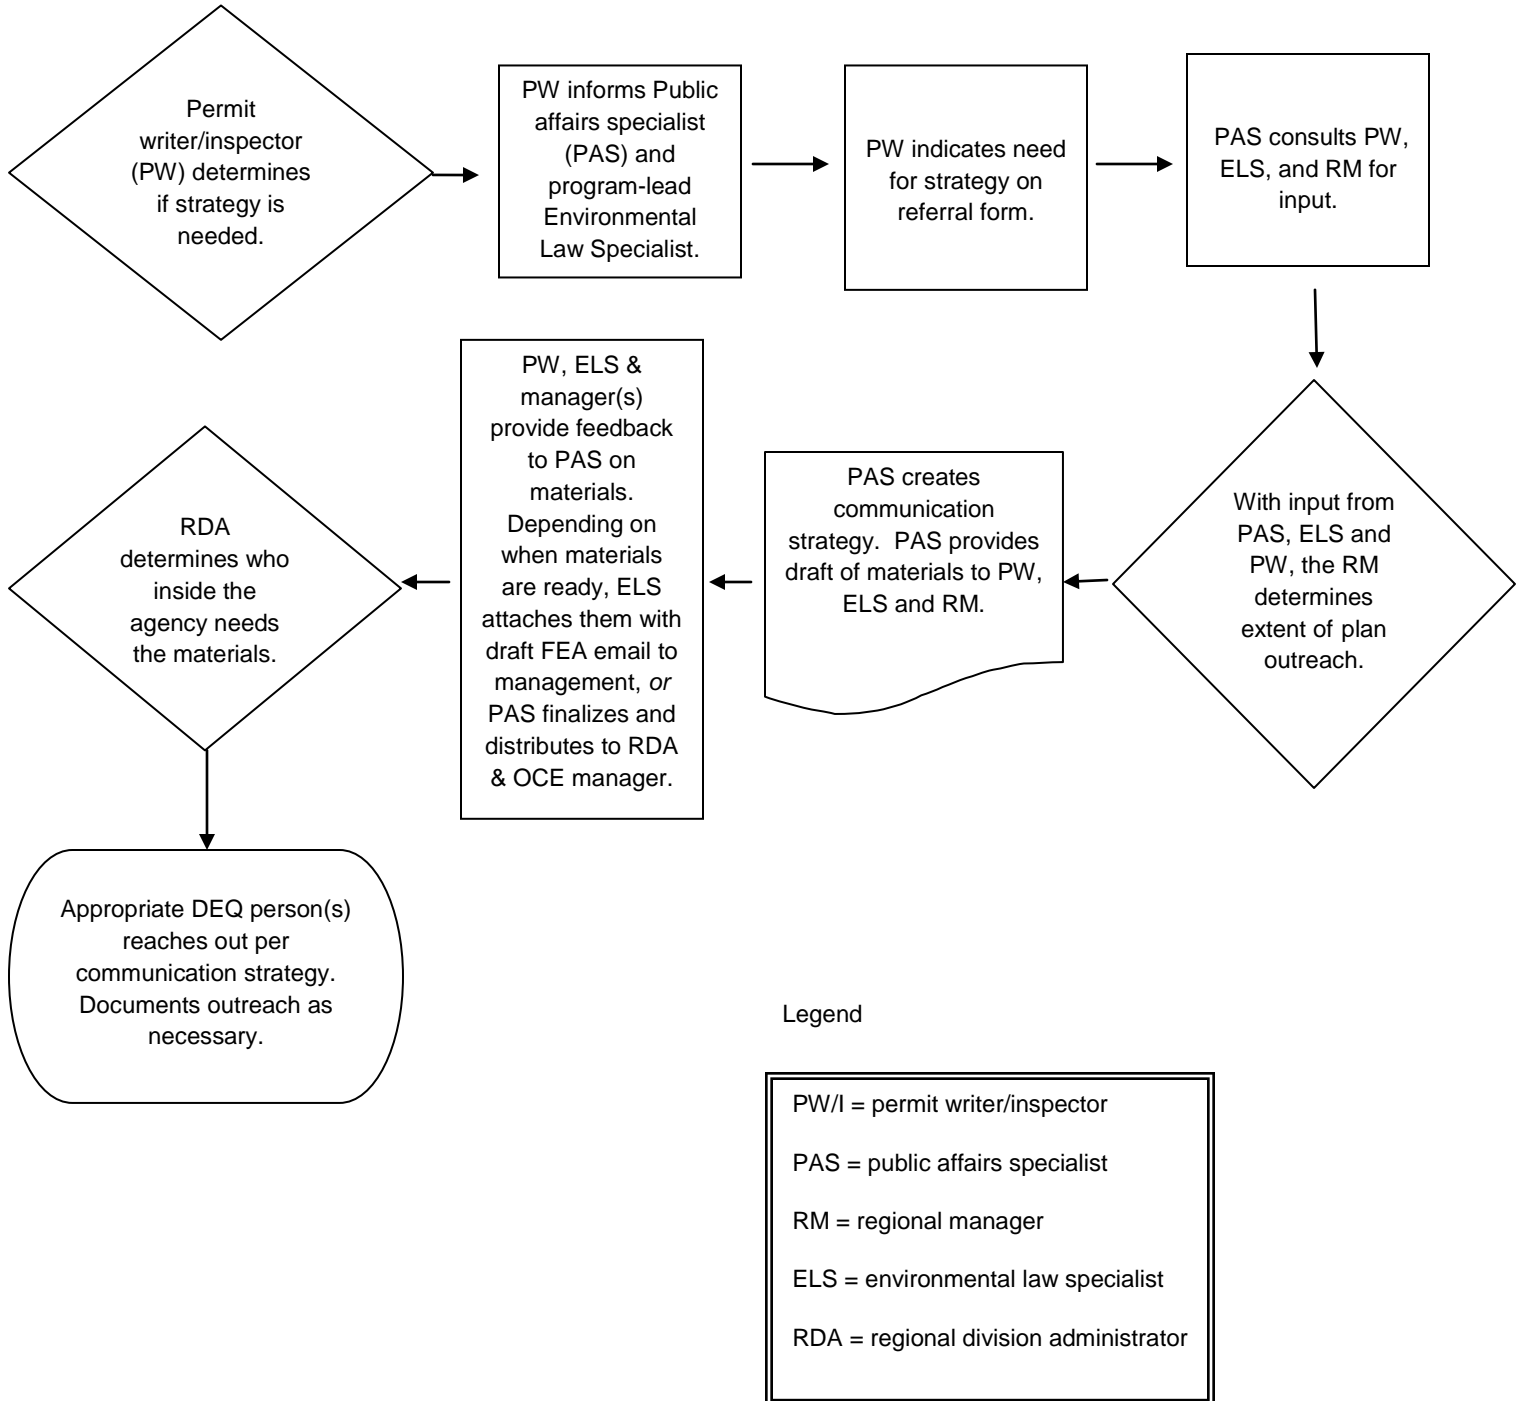 Permit
writer/inspector
(PW) determines
if strategy is
needed.
PW informs Public
affairs specialist
(PAS) and
program-lead
Environmental
Law Specialist.
PW indicates need
for strategy on
referral form.
PAS consults PW,
ELS, and RM for
input.
With input from
PAS, ELS and
PW, the RM
determines
extent of plan
outreach.
PAS creates
communication
strategy.  PAS provides
draft of materials to PW,
ELS and RM.
PW, ELS &
manager(s)
provide feedback
to PAS on
materials.
Depending on
when materials
are ready, ELS
attaches them with
draft FEA email to
management, or
PAS finalizes and
distributes to RDA
& OCE manager.
RDA
determines who
inside the
agency needs
the materials.
Appropriate DEQ person(s)
reaches out per
communication strategy.
Documents outreach as
necessary.
Legend
PW/I = permit writer/inspector
PAS = public affairs specialist
RM = regional manager
ELS = environmental law specialist
RDA = regional division administrator